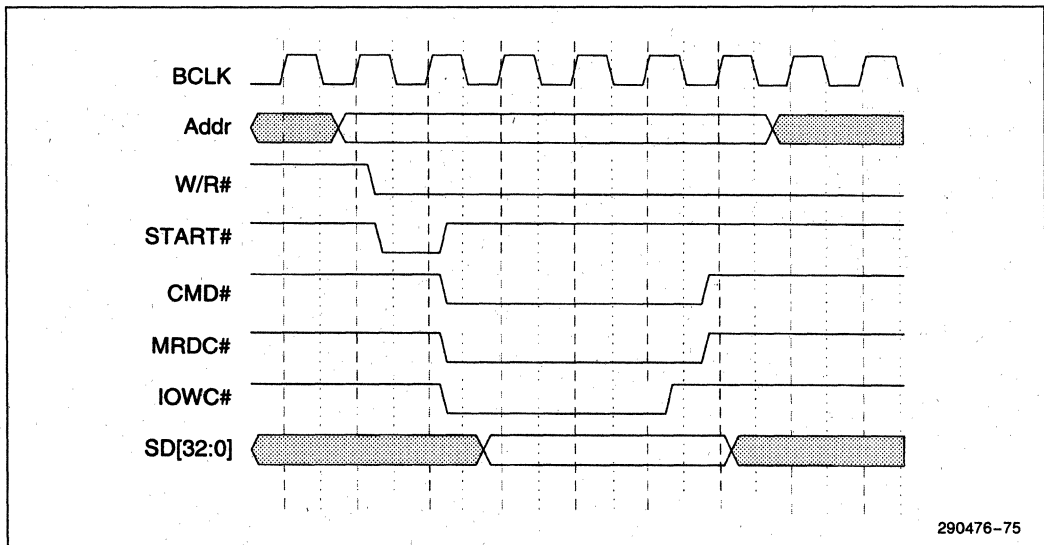 BCLK
Addr
W/R#
START#
CMD#
MRDC#
IOWC#
SD[32:0]
290476-75